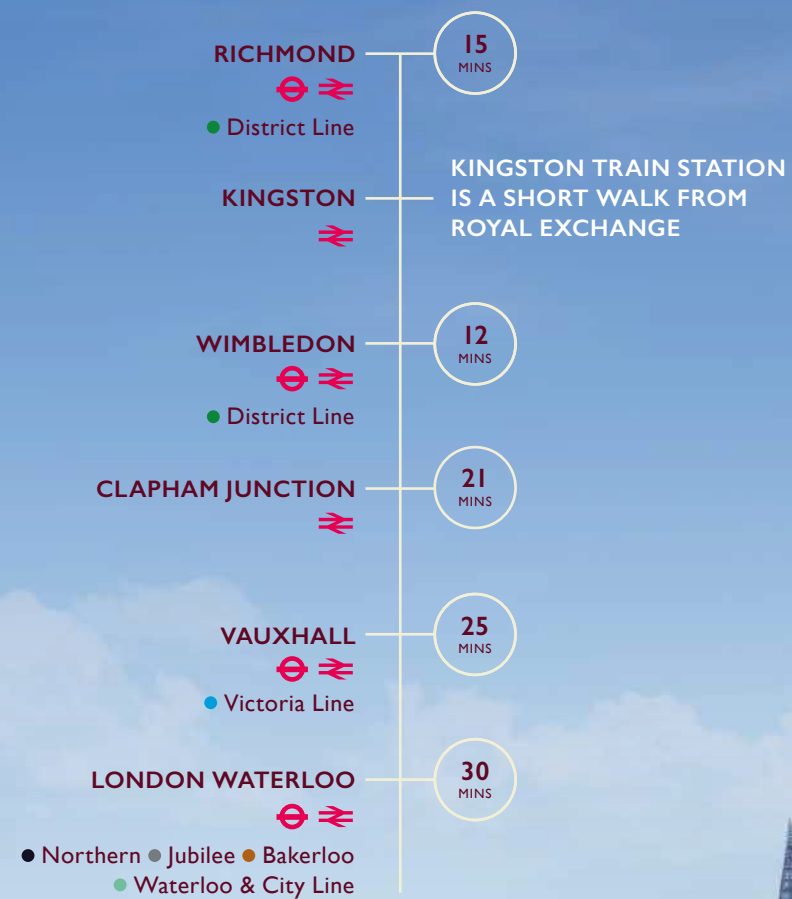 RICHMOND
15
MINS
District Line
KINGSTON
KINGSTON TRAIN STATION
IS A SHORT WALK FROM
ROYAL EXCHANGE
WIMBLEDON
12
MINS
District Line
CLAPHAM JUNCTION
21
MINS
VAUXHALL
25
MINS
Victoria Line
LONDON WATERLOO
30
MINS
Northern Jubilee Bakerloo
Waterloo & City Line